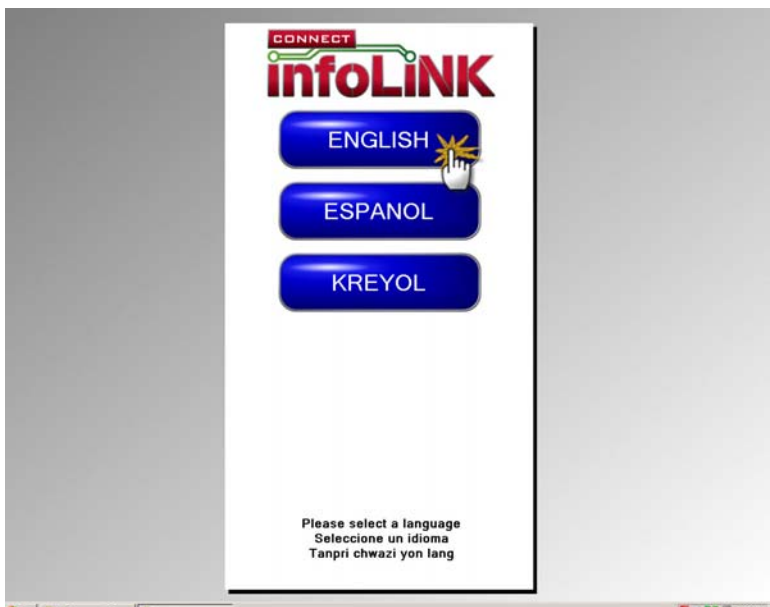 CONNECT
infoLiNK
ENGLISH
ESPANOL
KREYOL
Please select a language
Seleccione un idioma
Tanpri chwazi yon lang